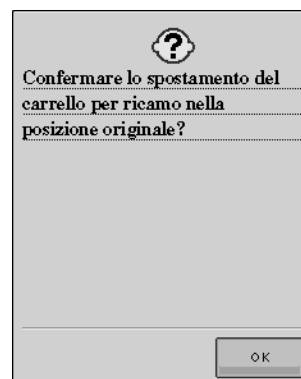 Confermare lo spostamento del
carrello per ricamo nella
posizione originale?
OK